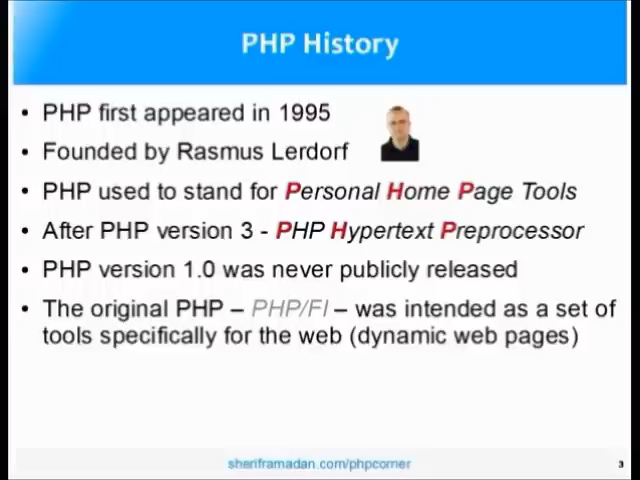 PHP History
• PHP first appeared in 1995
• Founded by Rasmus Lerdorf
• PHP used to stand for Personal Home Page Tools
• After PHP version 3 - PHP Hypertext Preprocessor
• PHP version 1.0 was never publicly released
• The original PHP – PHP/FI – was intended as a set of
tools specifically for the web (dynamic web pages)
sheriframadan.com/phpcorner
3